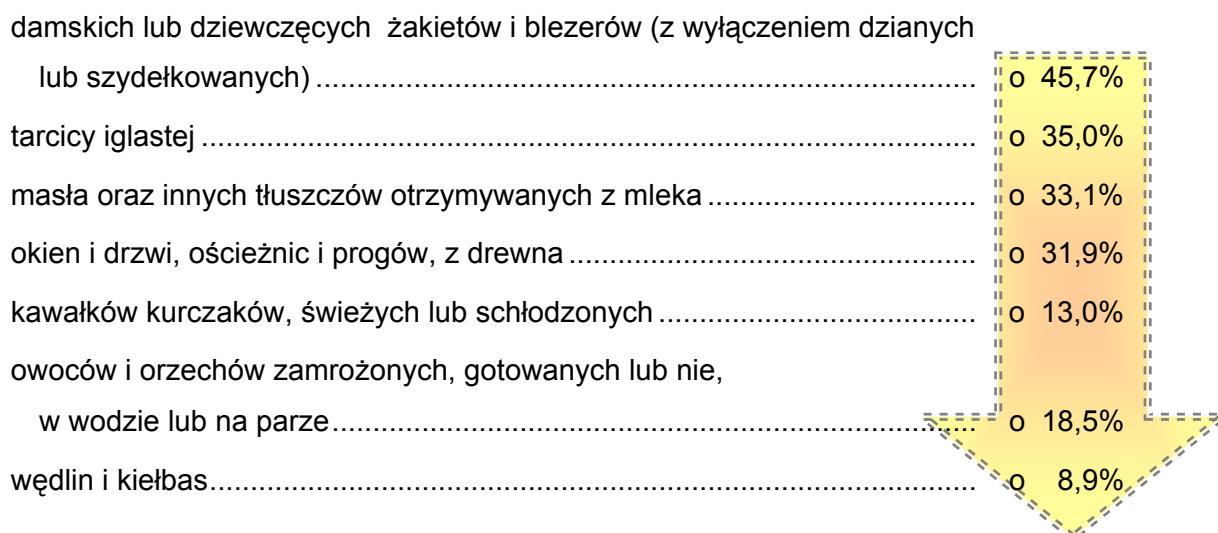 damskich lub dziewczęcych żakietów i blezerów (z wyłączeniem dzianych
lub szydełkowanych) ........................................................................... o 45,7%
tarcicy iglastej ........................................................................................... o 35,0%
masła oraz innych tłuszczów otrzymywanych z mleka .............................. o 33,1%
okien i drzwi, ościeżnic i progów, z drewna ............................................... o 31,9%
kawałków kurczaków, świeżych lub schłodzonych .................................... o 13,0%
owoców i orzechów zamrożonych, gotowanych lub nie,
w wodzie lub na parze ......................................................................... o 18,5%
wędlin i kiełbas .......................................................................................... o 8,9%